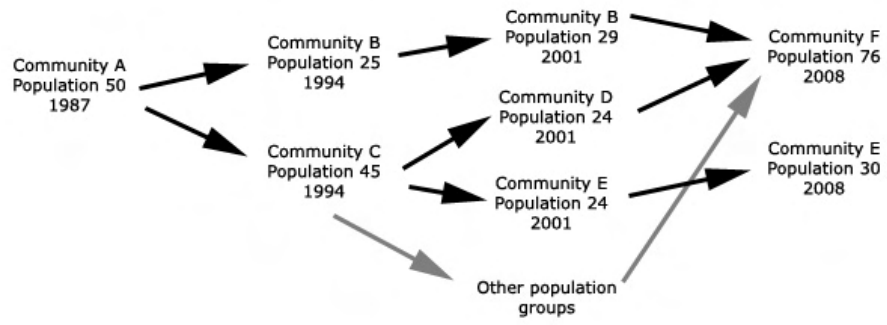 Community A
Population 50
1987
Community B
Population 25
1994
Community C
Population 45
1994
Community B
Population 29
2001
Community D
Population 24
2001
Community E
Population 24
2001
Other population
groups
Community F
Population 76
2008
Community E
Population 30
2008